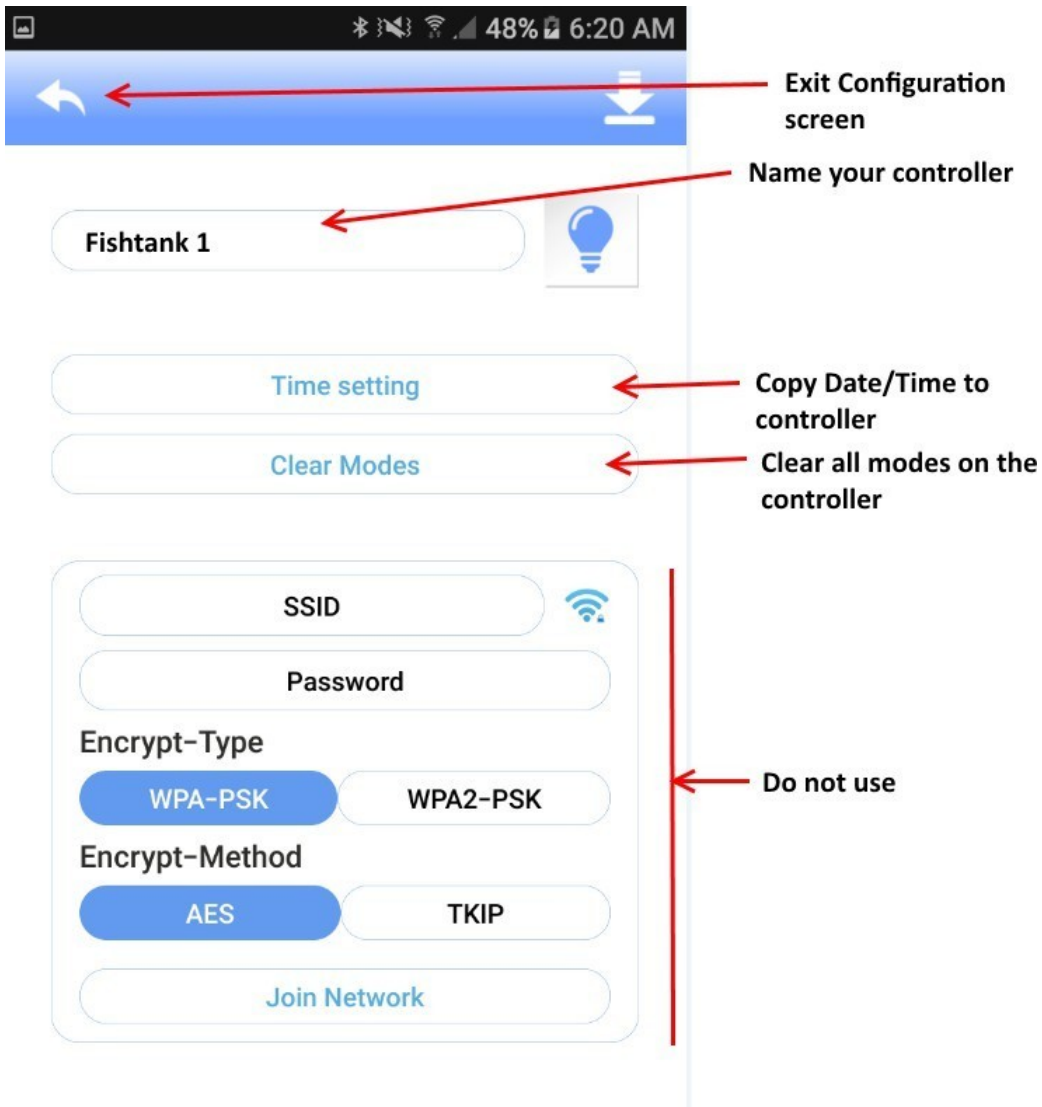 48% 6:20 AM
Exit Configuration
screen
Name your controller
Fishtank 1
Time setting
Copy Date/Time to
controller
Clear Modes
Clear all modes on the
controller
SSID
Password
Encrypt-Type
WPA-PSK WPA2-PSK
Do not use
Encrypt-Method
AES TKIP
Join Network